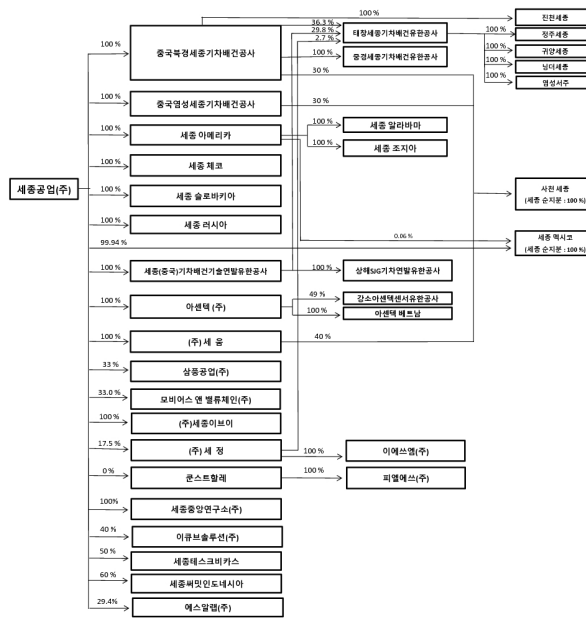 100 %
진천세종
36.3 %
29.8 %
2.7 %
태창세종기차배건유한공사
100 %
정주세종
100 %
중국북경세종기차배건공사
100 %
귀양세종
100 %
중경세종기차배건유한공사
100 %
닝더세종
30 %
100 %
염성서주
100 %
중국염성세종기차배건공사
30 %
100 %
세종 아메리카
100 %
세종 알라바마
100 %
세종 조지아
100 %
세종 체코
세종공업(주)
100 %
세종 슬로바키아
사천 세종
(세종 순지분 : 100 %)
100 %
세종 러시아
0.06 %
세종 멕시코
(세종 순지분 : 100 %)
99.94 %
100 %
세종(중국)기차배건기술연발유한공사
100 %
상해SJG기차연발유한공사
100 %
아센텍 (주)
49 %
강소아센텍센서유한공사
100 %
아센텍 베트남
100 %
(주) 세 움
40 %
33 %
삼풍공업(주)
33.0 %
모비어스 앤 밸류체인(주)
100 %
(주)세종이브이
17.5 %
(주) 세 정
100 %
이에쓰엠(주)
0 %
쿤스트할레
100 %
피엘에쓰(주)
100%
세종중앙연구소(주)
40 %
이큐브솔루션(주)
50 %
세종테스크비카스
60 %
세종써밋인도네시아
29.4%
에스알랩(주)